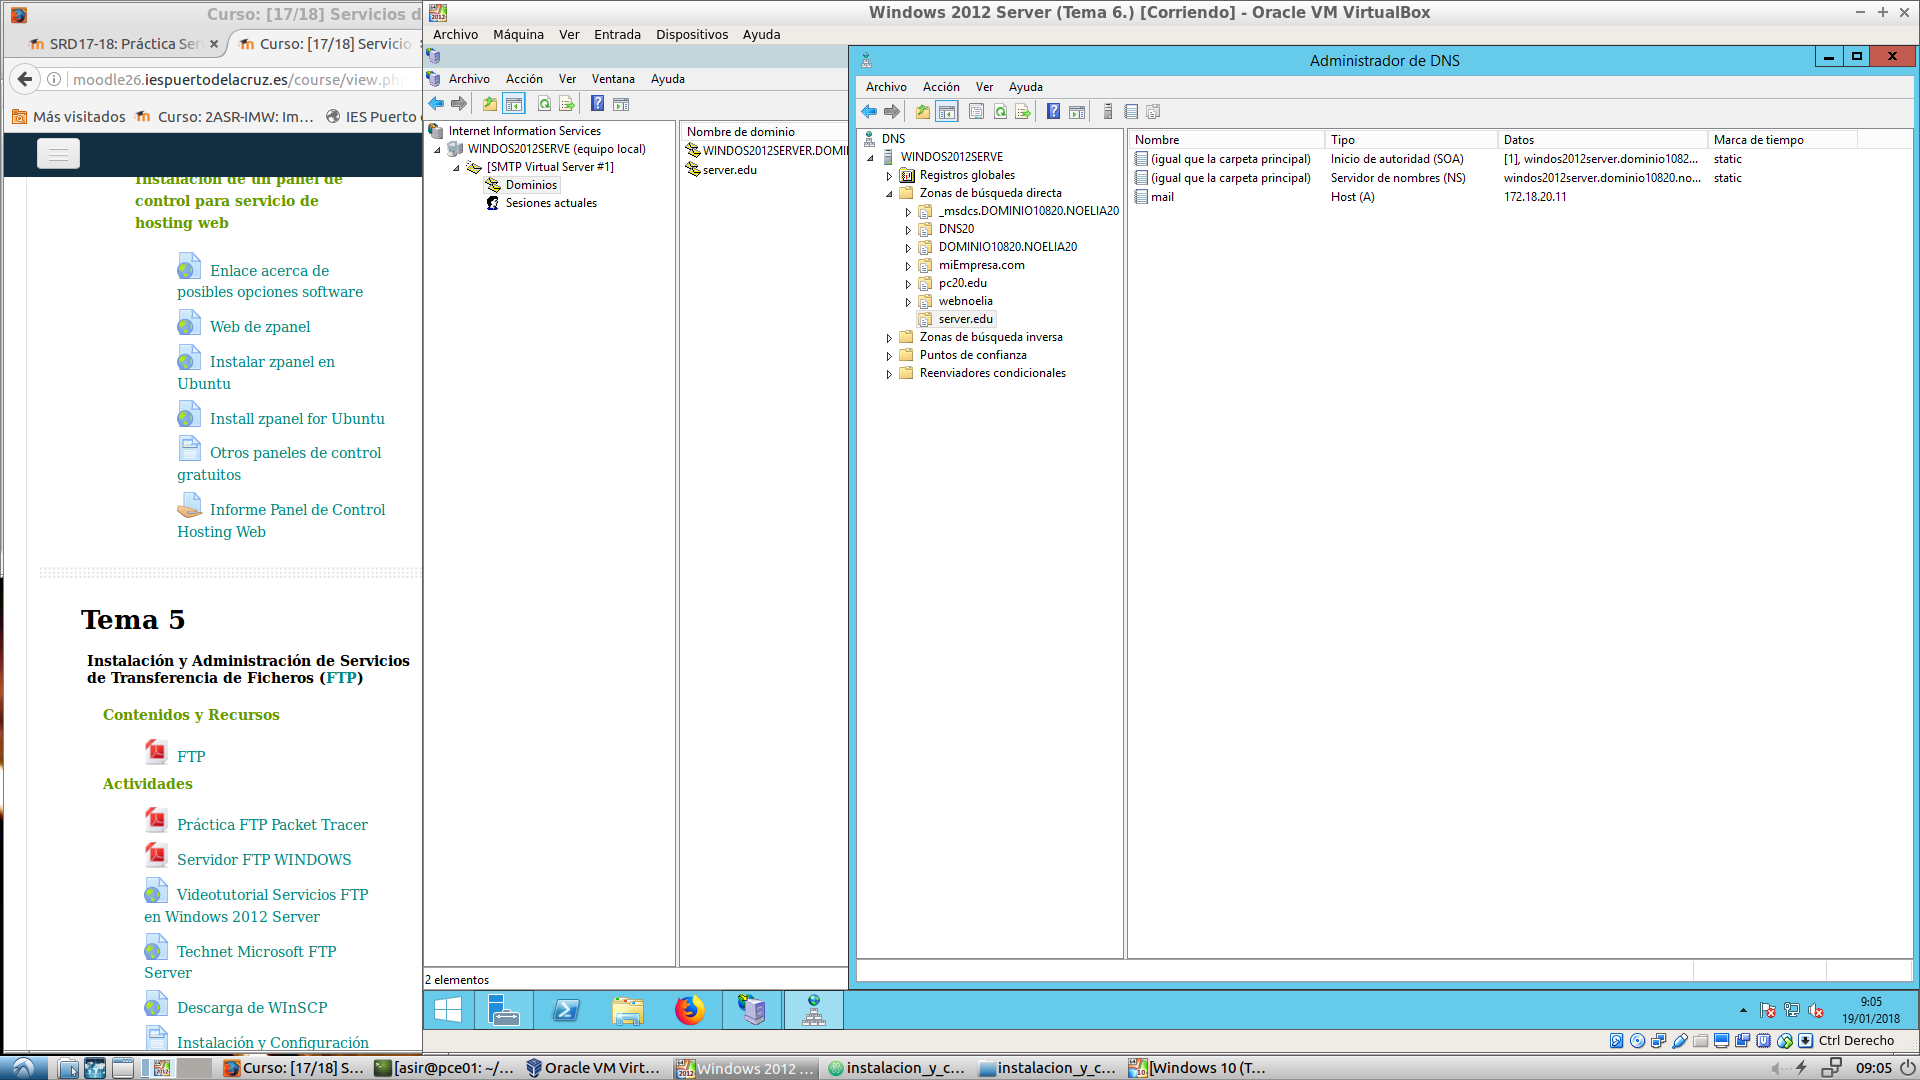 Curso: [17/18] Servicios d
SRD17-18: Práctica Ser
Curso: [17/18] Servicio
moodle26.iespuertodelacruz.es/course/view.ph
Más visitados
Curso: 2ASR-IMW: Im...
IES Puerto
Instalación de un panel de
control para servicio de
hosting web
Enlace acerca de
posibles opciones software
Web de zpanel
Instalar zpanel en
Ubuntu
Install zpanel for Ubuntu
Otros paneles de control
gratuitos
Informe Panel de Control
Hosting Web
Tema 5
Instalación y Administración de Servicios
de Transferencia de Ficheros (FTP)
Contenidos y Recursos
FTP
Actividades
Práctica FTP Packet Tracer
Servidor FTP WINDOWS
Videotutorial Servicios FTP
en Windows 2012 Server
Technet Microsoft FTP
Server
Descarga de WInSCP
Instalación y Configuración
Windows 2012 Server (Tema 6.) [Corriendo] - Oracle VM VirtualBox
Archivo Máquina Ver Entrada Dispositivos Ayuda
Archivo Acción Ver Ventana Ayuda
Internet Information Services
WINDOS2012SERVE (equipo local)
[SMTP Virtual Server #1]
Dominios
Sesiones actuales
Nombre de dominio
WINDOS2012SERVER.DOMI
server.edu
2 elementos
Administrador de DNS
Archivo Acción Ver Ayuda
DNS
WINDOS2012SERVE
Registros globales
Zonas de búsqueda directa
_msdcs.DOMINIO10820.NOELIA20
DNS20
DOMINIO10820.NOELIA20
miEmpresa.com
pc20.edu
webnoelia
server.edu
Zonas de búsqueda inversa
Puntos de confianza
Reenviadores condicionales
Nombre Tipo Datos Marca de tiempo
(igual que la carpeta principal) Inicio de autoridad (SOA) [1], windos2012server.dominio1082... static
(igual que la carpeta principal) Servidor de nombres (NS) windos2012server.dominio10820.no... static
mail Host (A) 172.18.20.11
9:05
19/01/2018
Ctrl Derecho
Curso: [17/18] S...
[asir@pce01: ~/...
Oracle VM Virt...
Windows 2012 ...
instalacion_y_c...
instalacion_y_c...
[Windows 10 (T...
09:05